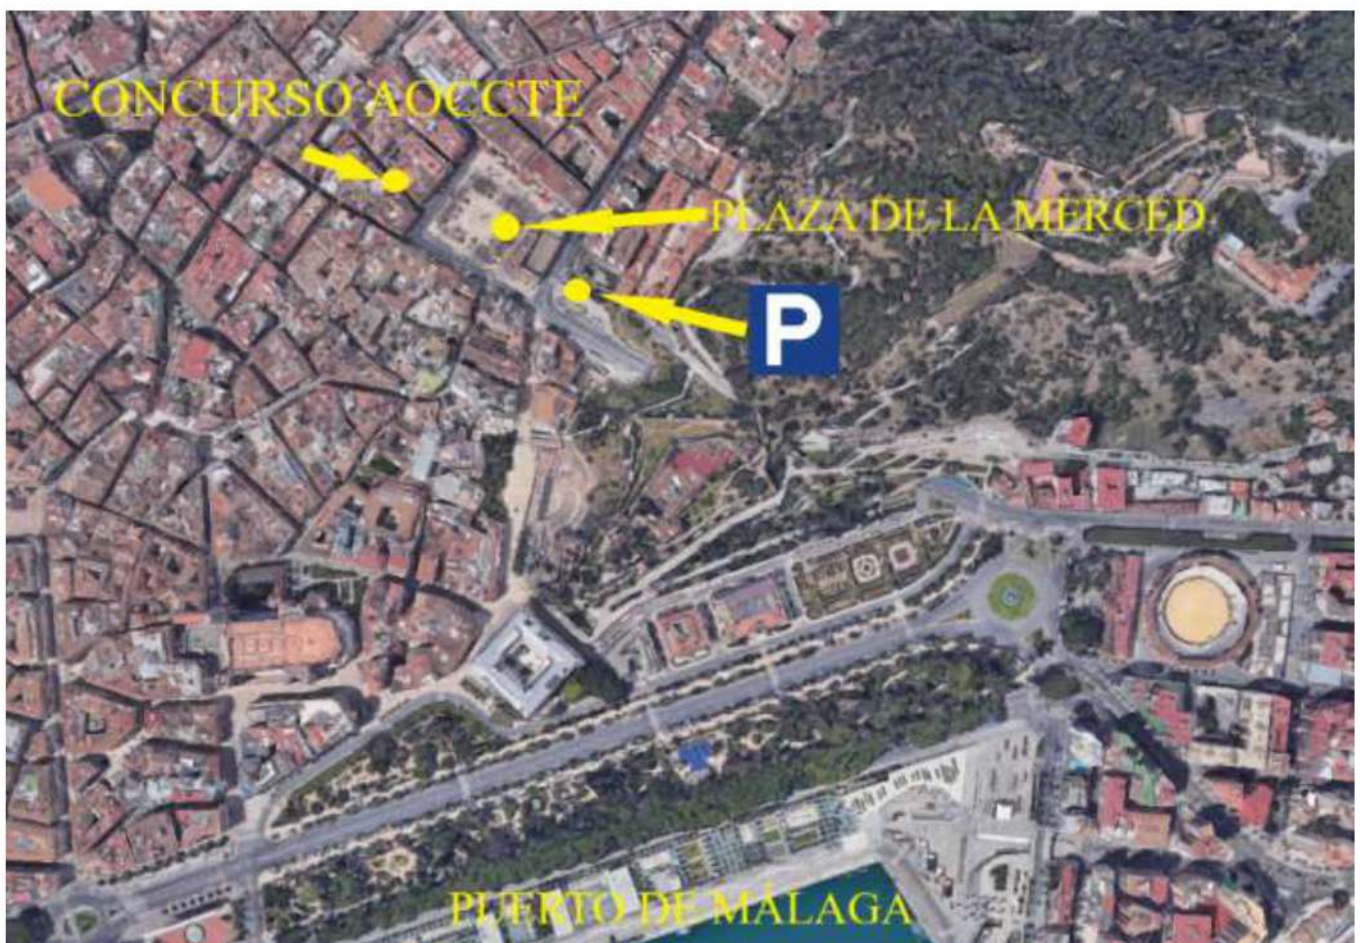 CONCURSO AOCCTE
PLAZA DE LA MERCED
P
PUERTO DE MÁLAGA